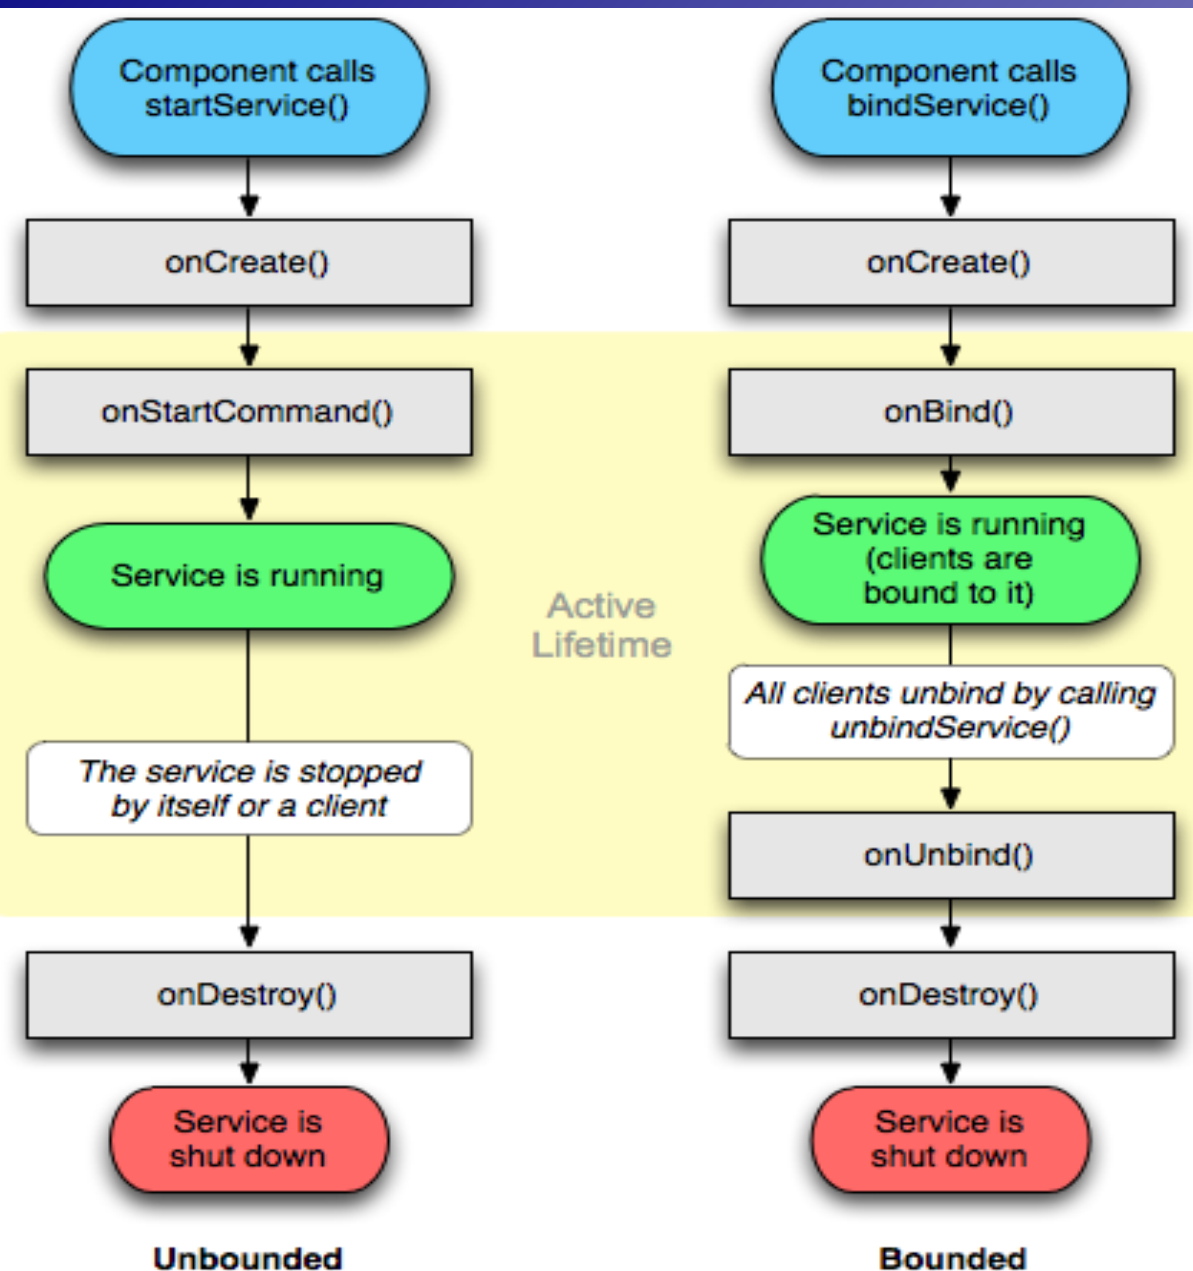 Component calls
startService()
onCreate()
onStartCommand()
Service is running
The service is stopped
by itself or a client
onDestroy()
Service is
shut down
Unbounded
Active
Lifetime
Component calls
bindService()
onCreate()
onBind()
Service is running
(clients are
bound to it)
All clients unbind by calling
unbindService()
onUnbind()
onDestroy()
Service is
shut down
Bounded